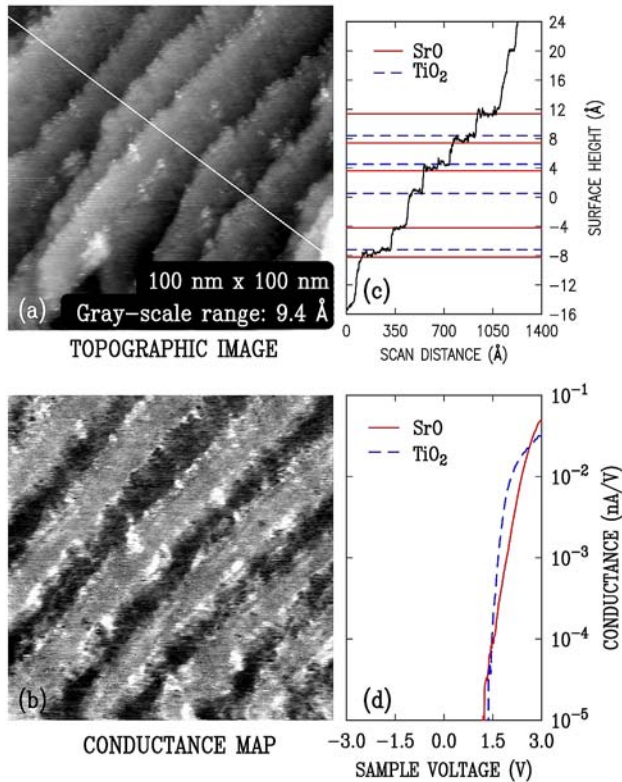 (a)
100 nm x 100 nm
Gray-scale range: 9.4 Å
TOPOGRAPHIC IMAGE
SrO
TiO₂
24
20
16
12
8
4
0
-4
-8
-12
-16
SURFACE HEIGHT (Å)
(c)
0 350 700 1050 1400
SCAN DISTANCE (Å)
(b)
CONDUCTANCE MAP
SrO
TiO₂
10⁻¹
10⁻²
10⁻³
10⁻⁴
10⁻⁵
CONDUCTANCE (nA/V)
(d)
-3.0 -1.5 0.0 1.5 3.0
SAMPLE VOLTAGE (V)